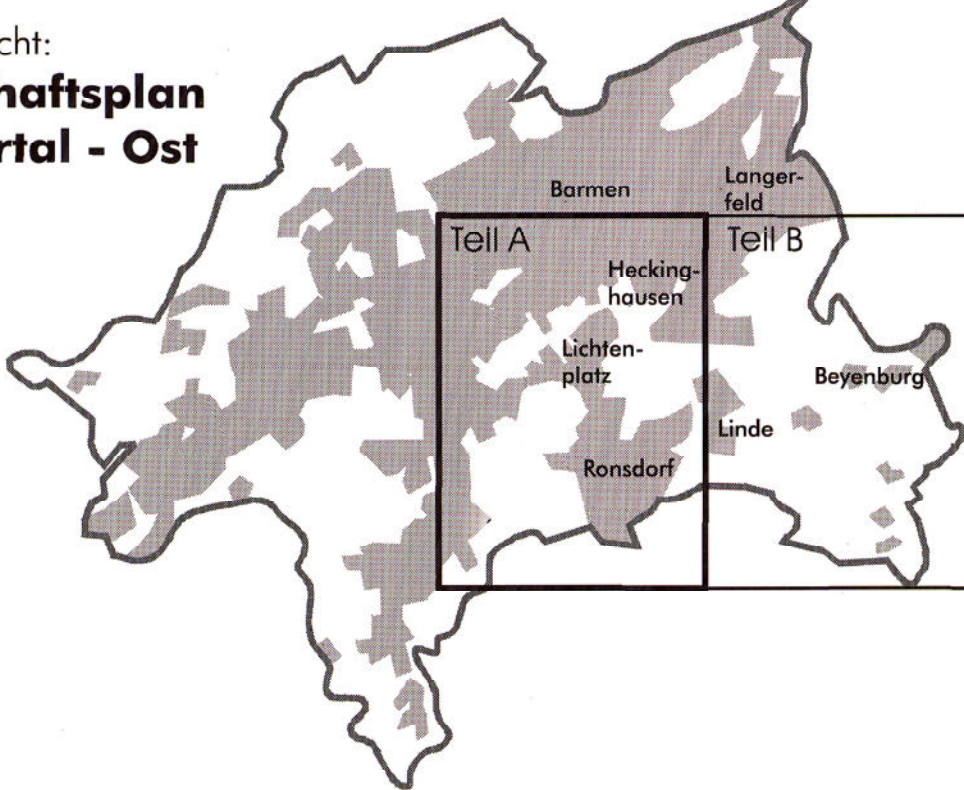 cht:
haftsplan
rtal - Ost
Barmen
Langer-
feld
Teil A
Teil B
Hecking-
hausen
Lichten-
platz
Beyenburg
Linde
Ronsdorf